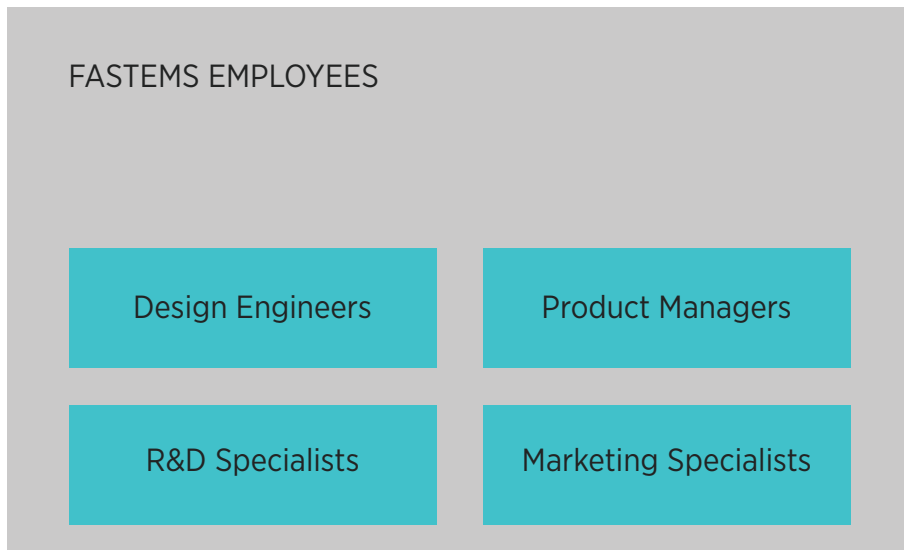 FASTEMS EMPLOYEES
Design Engineers
Product Managers
R&D Specialists
Marketing Specialists